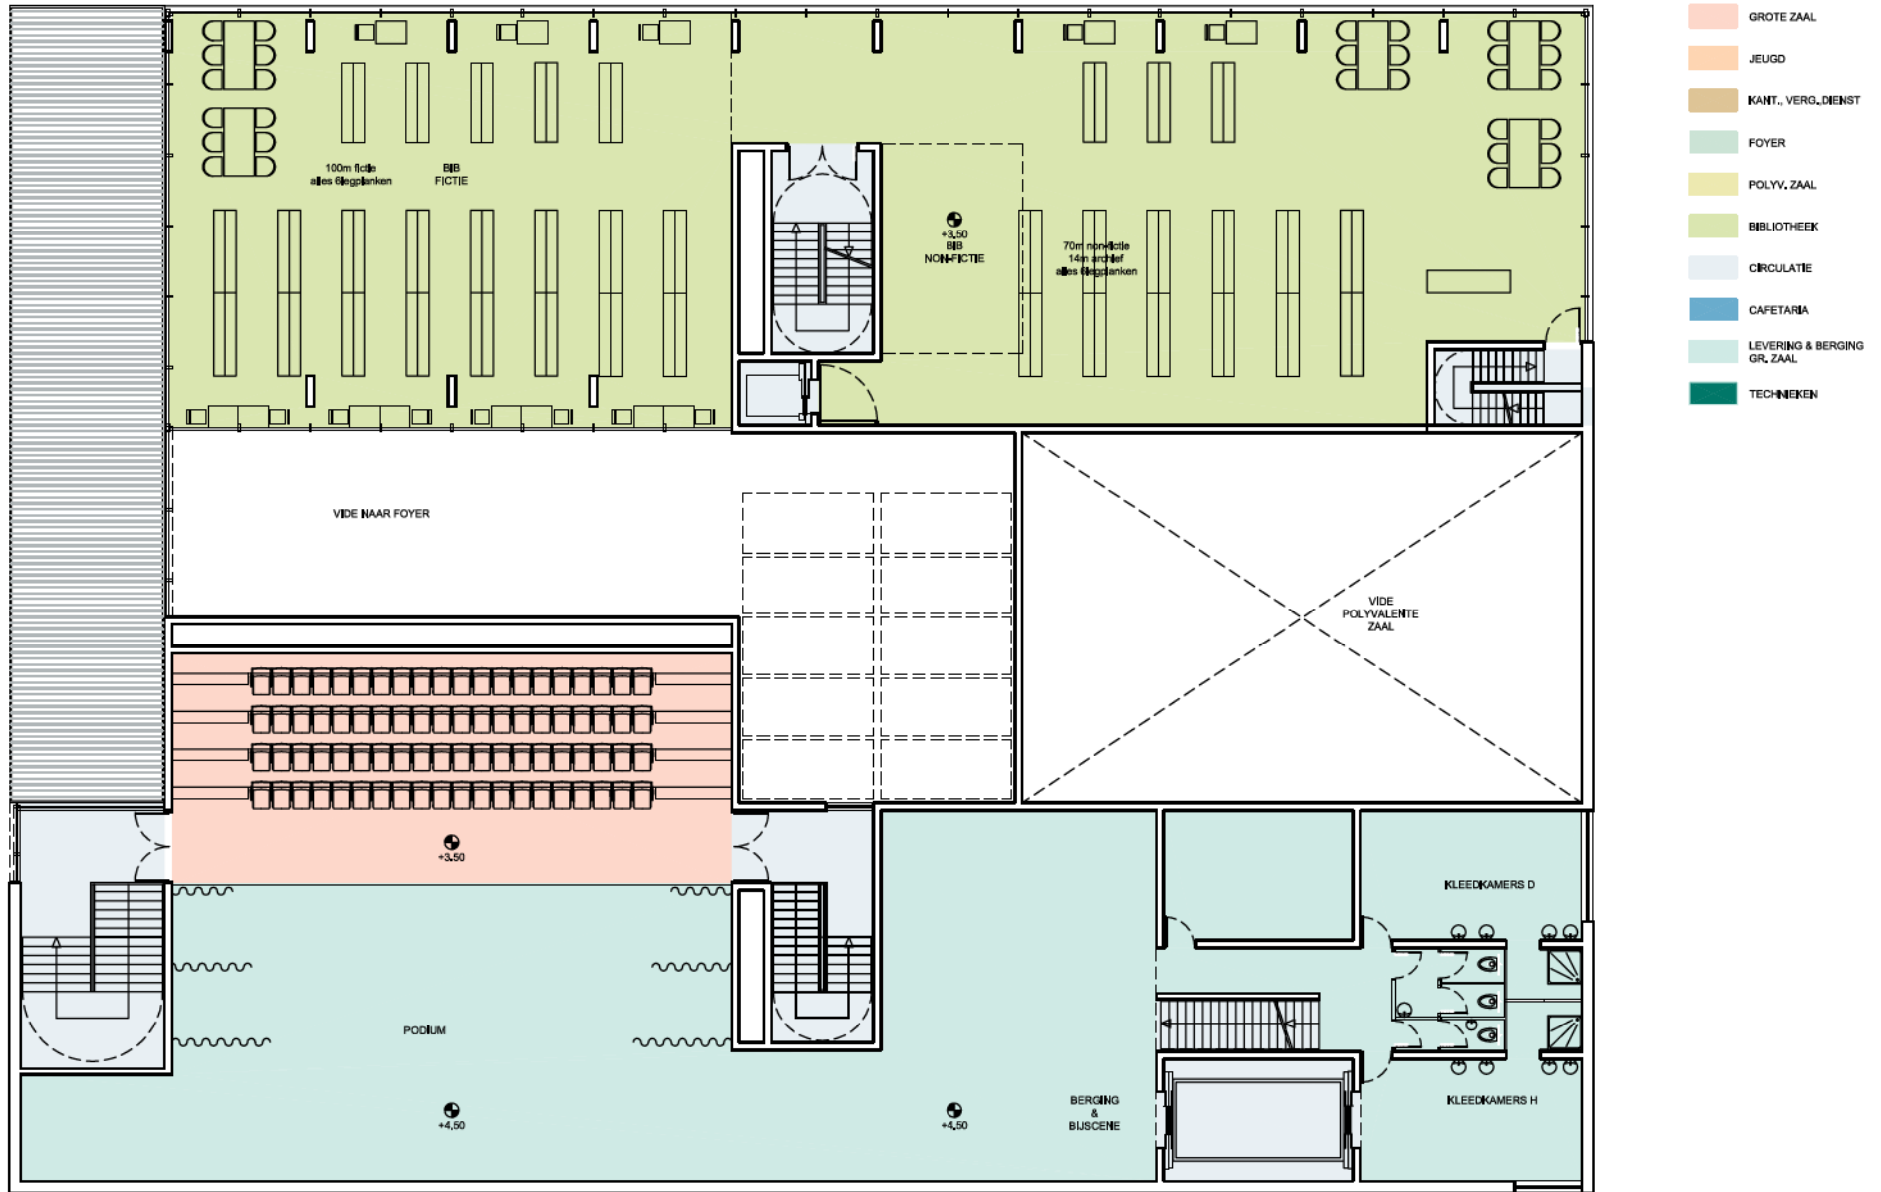 GROTE ZAAL
JEUGD
KANT., VERG.,DIENST
FOYER
POLYV. ZAAL
BIBLIOTHEEK
CIRCULATIE
CAFETARIA
LEVERING & BERGING
GR. ZAAL
TECHNIEKEN
100m fictie
alles 6legplanken
BIB
FICTIE
+3,50
BIB
NON-FICTIE
70m non-fictie
14m archief
alles 6legplanken
VIDE NAAR FOYER
VIDE
POLYVALENTE
ZAAL
+3,50
KLEEDKAMERS D
PODIUM
BERGING
&
BIJSCENE
KLEEDKAMERS H
+4,50
+4,50